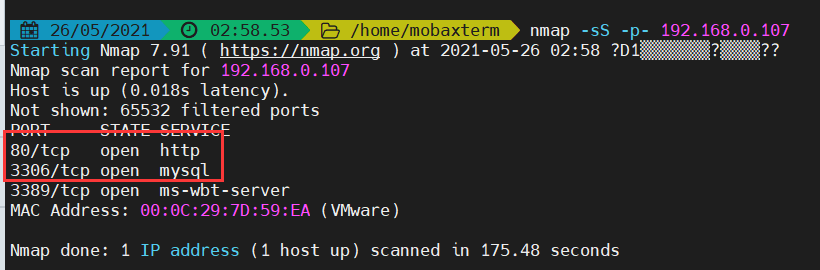 26/05/2021 02:58.53 /home/mobaxterm nmap -sS -p- 192.168.0.107
Starting Nmap 7.91 ( https://nmap.org ) at 2021-05-26 02:58 ?D1▒▒▒▒▒▒▒?▒▒▒▒??
Nmap scan report for 192.168.0.107
Host is up (0.018s latency).
Not shown: 65532 filtered ports
PORT STATE SERVICE
80/tcp open http
3306/tcp open mysql
3389/tcp open ms-wbt-server
MAC Address: 00:0C:29:7D:59:EA (VMware)
Nmap done: 1 IP address (1 host up) scanned in 175.48 seconds